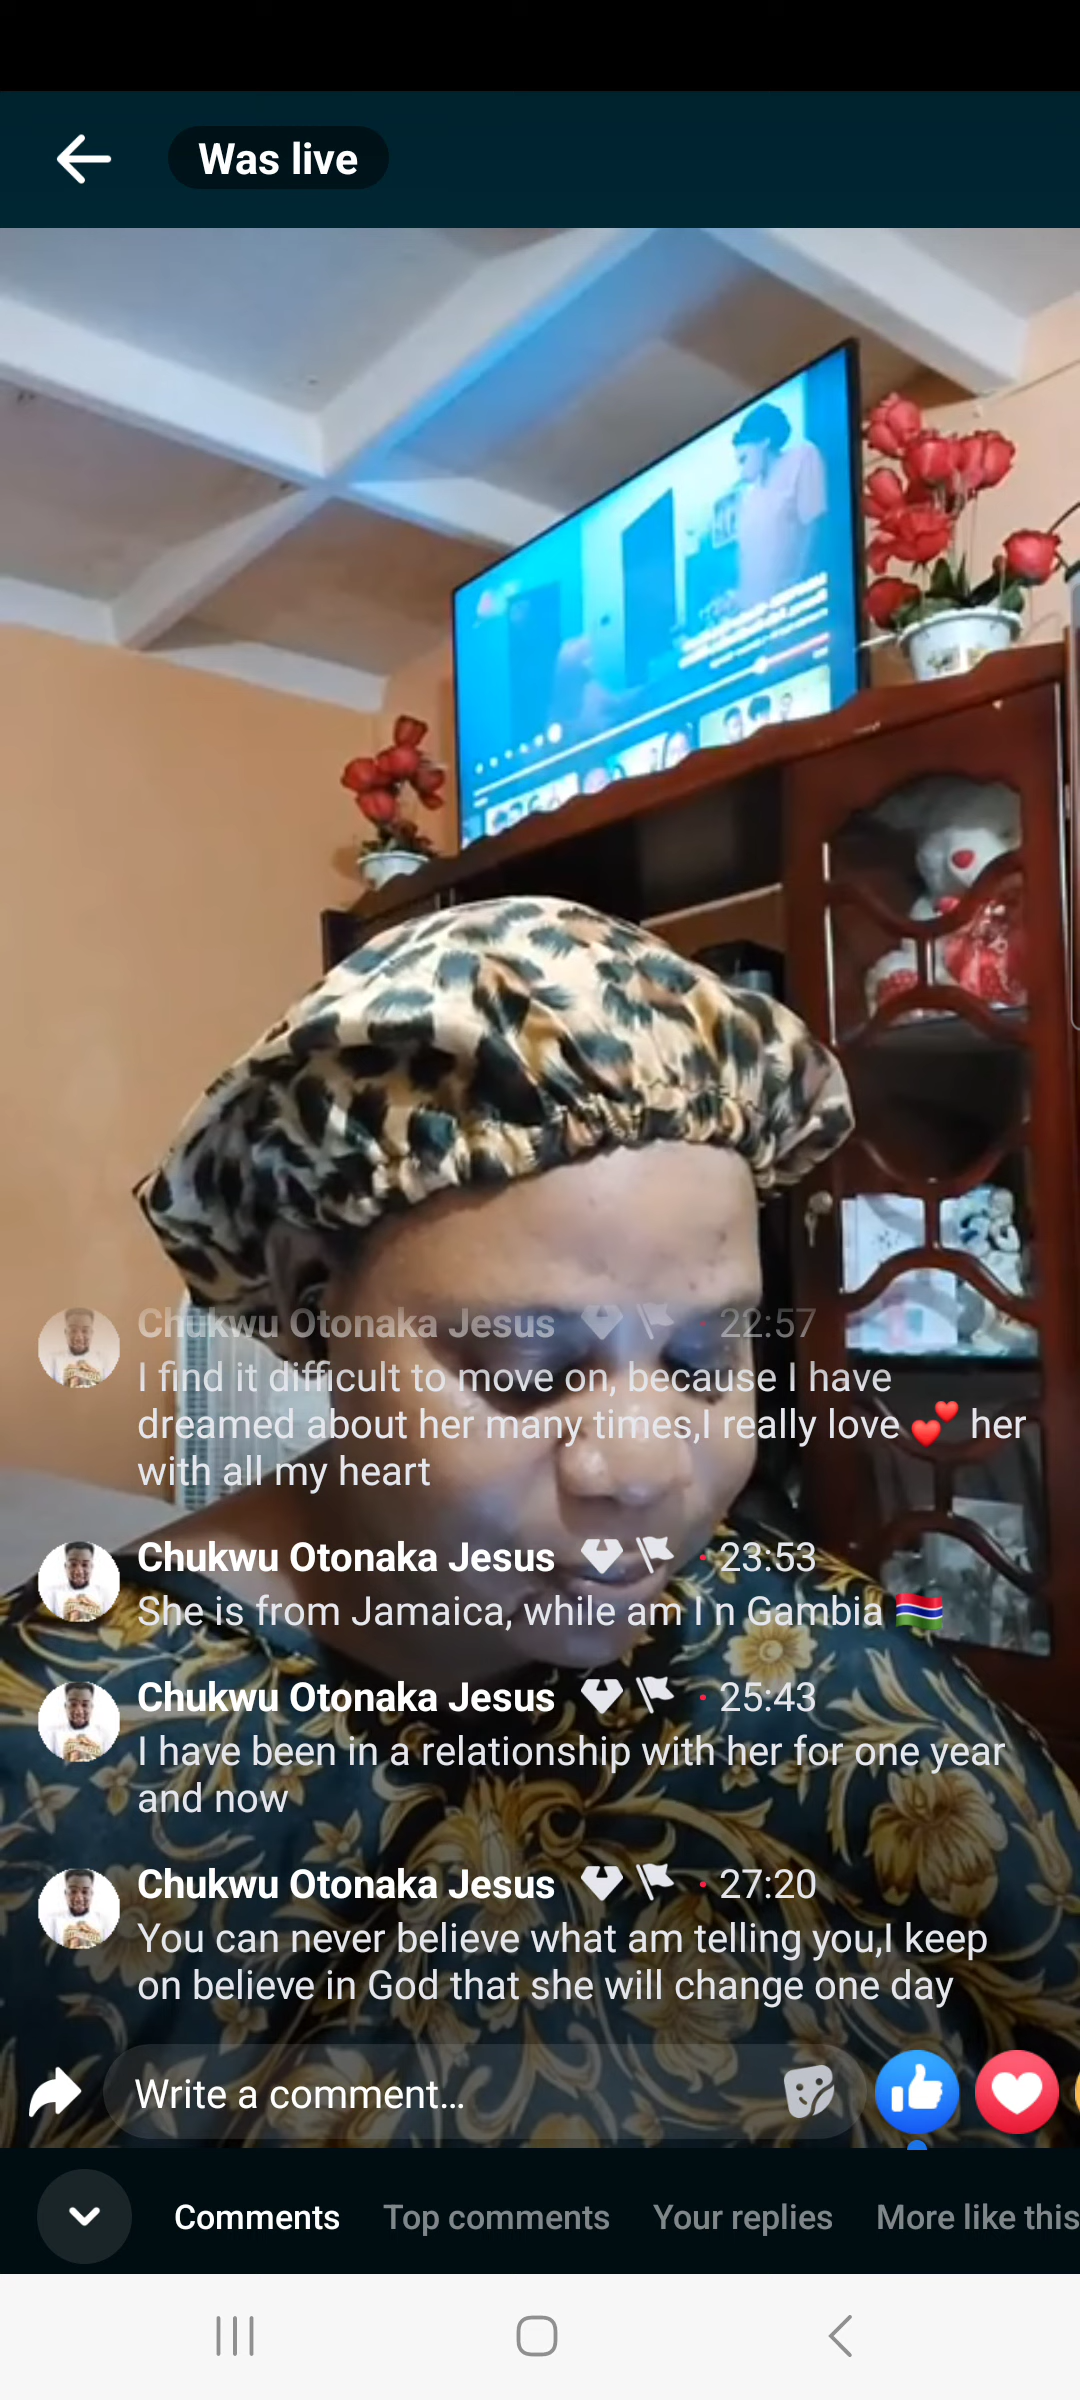 Was live
Chukwu Otonaka Jesus · 22:57
I find it difficult to move on, because I have
dreamed about her many times,I really love 💕 her
with all my heart
Chukwu Otonaka Jesus · 23:53
She is from Jamaica, while am I n Gambia 🇬🇲
Chukwu Otonaka Jesus · 25:43
I have been in a relationship with her for one year
and now
Chukwu Otonaka Jesus · 27:20
You can never believe what am telling you,I keep
on believe in God that she will change one day
Write a comment...
Comments Top comments Your replies More like this